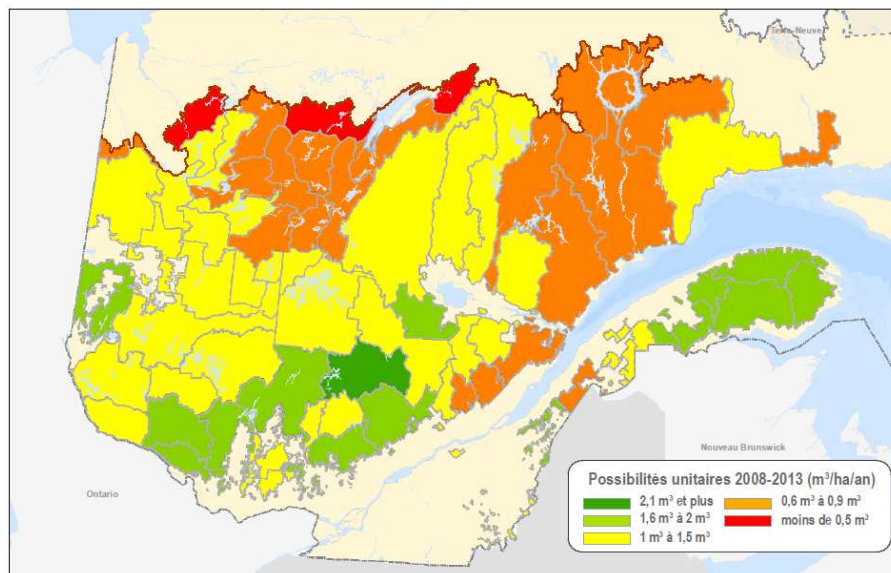 Terre-Neuve
Nouveau Brunswick
Ontario
Possibilités unitaires 2008-2013 (m³/ha/an)
2,1 m³ et plus
1,6 m³ à 2 m³
1 m³ à 1,5 m³
0,6 m³ à 0,9 m³
moins de 0,5 m³